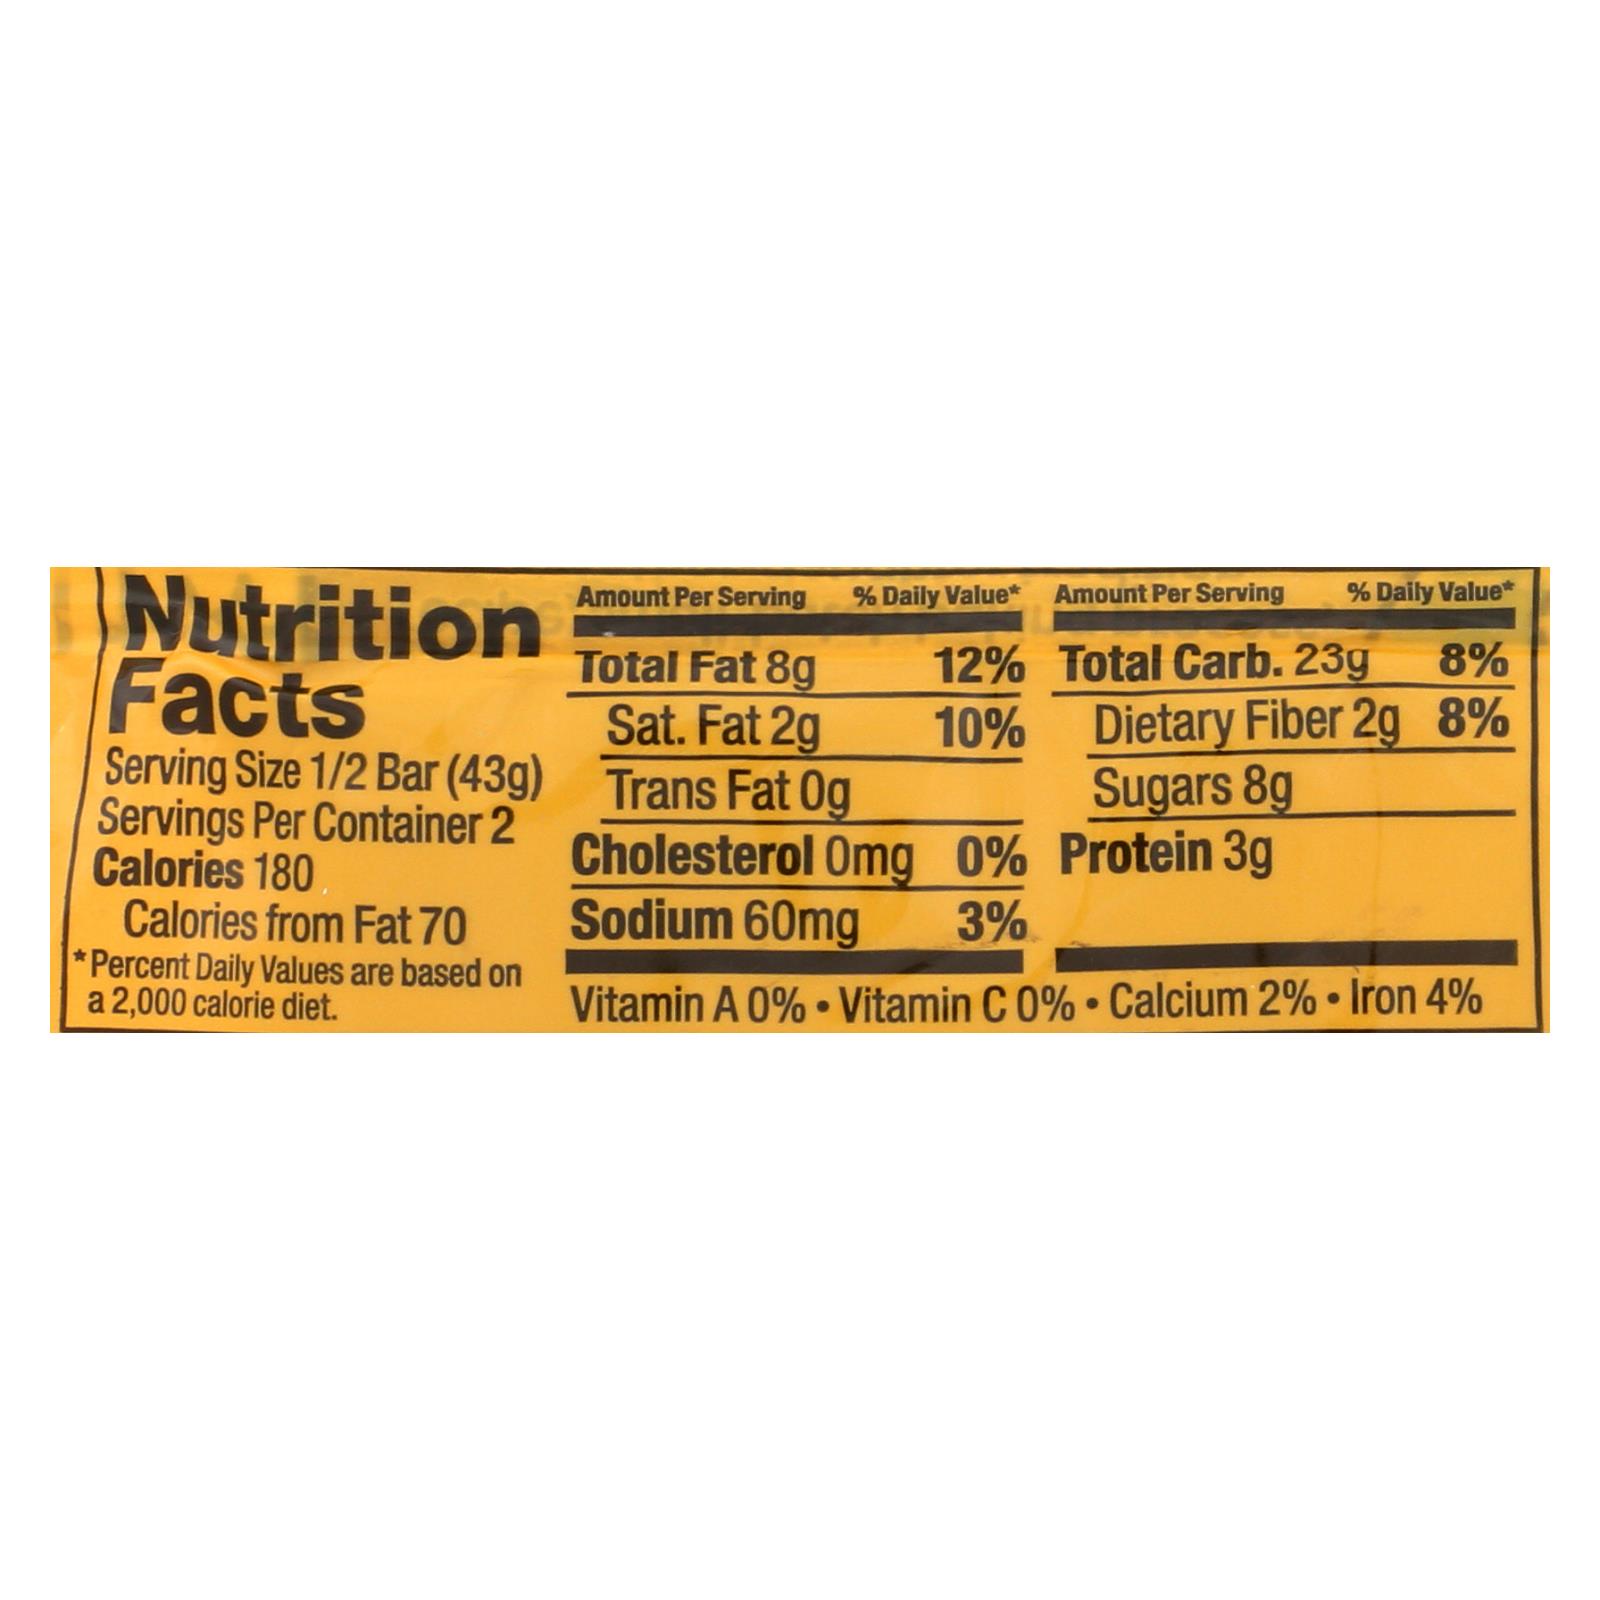 Nutrition
Facts
Serving Size 1/2 Bar (43g)
Servings Per Container 2
Calories 180
Calories from Fat 70
*Percent Daily Values are based on
a 2,000 calorie diet.
Amount Per Serving % Daily Value*
Total Fat 8g 12%
Sat. Fat 2g 10%
Trans Fat 0g
Cholesterol 0mg 0%
Sodium 60mg 3%
Amount Per Serving % Daily Value*
Total Carb. 23g 8%
Dietary Fiber 2g 8%
Sugars 8g
Protein 3g
Vitamin A 0% • Vitamin C 0% • Calcium 2% • Iron 4%